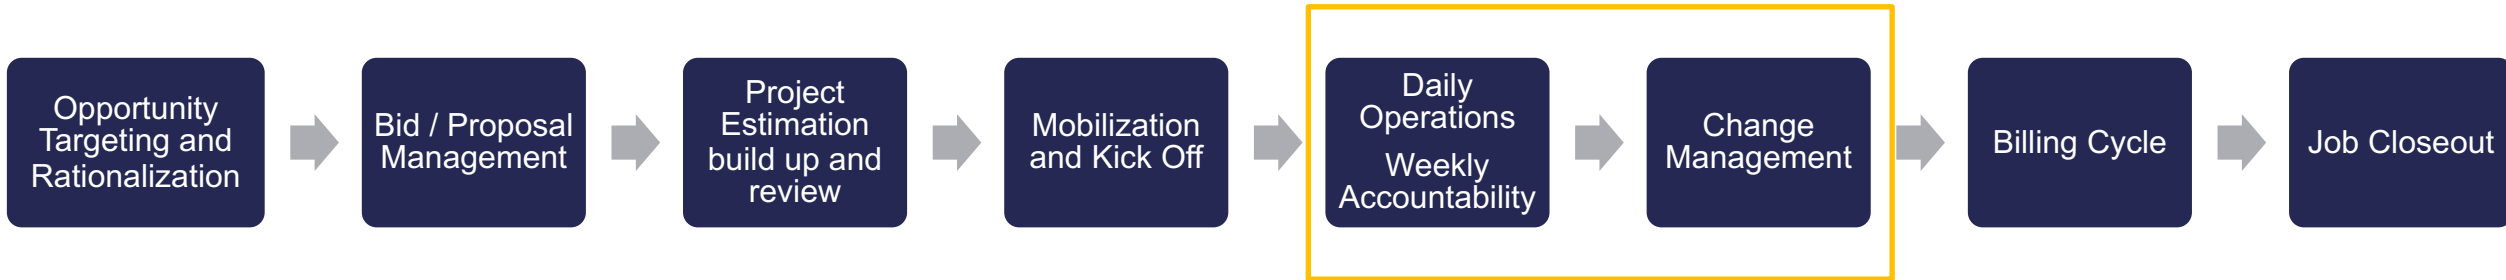 Opportunity
Targeting and
Rationalization
Bid / Proposal
Management
Project
Estimation
build up and
review
Mobilization
and Kick Off
Daily
Operations
Weekly
Accountability
Change
Management
Billing Cycle
Job Closeout